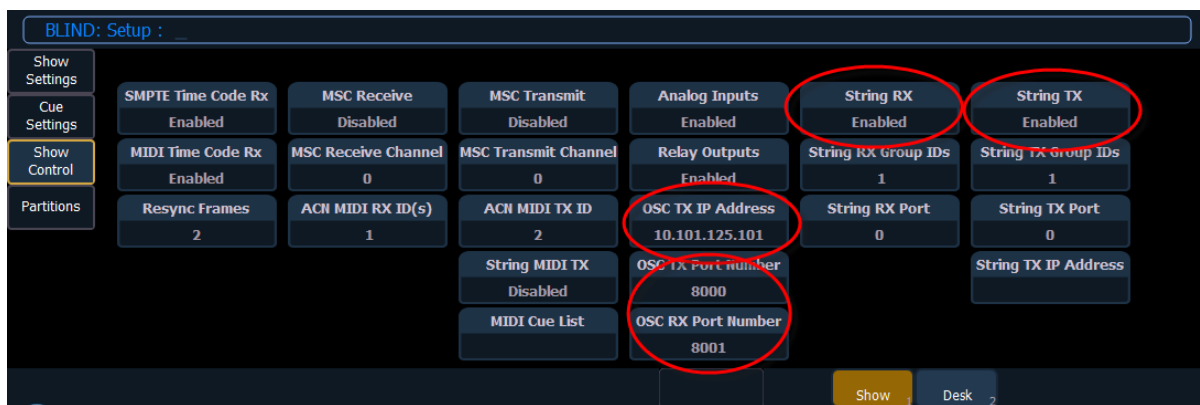 BLIND: Setup : _
Show
Settings
Cue
Settings
Show
Control
Partitions
SMPTE Time Code Rx MSC Receive MSC Transmit Analog Inputs String RX String TX
Enabled Disabled Disabled Enabled Enabled Enabled
MIDI Time Code Rx MSC Receive Channel MSC Transmit Channel Relay Outputs String RX Group IDs String TX Group IDs
Enabled 0 0 Enabled 1 1
Resync Frames ACN MIDI RX ID(s) ACN MIDI TX ID OSC TX IP Address String RX Port String TX Port
2 1 2 10.101.125.101 0 0
String MIDI TX OSC TX Port Number String TX IP Address
Disabled 8000
MIDI Cue List OSC RX Port Number
8001
Show 1 Desk 2